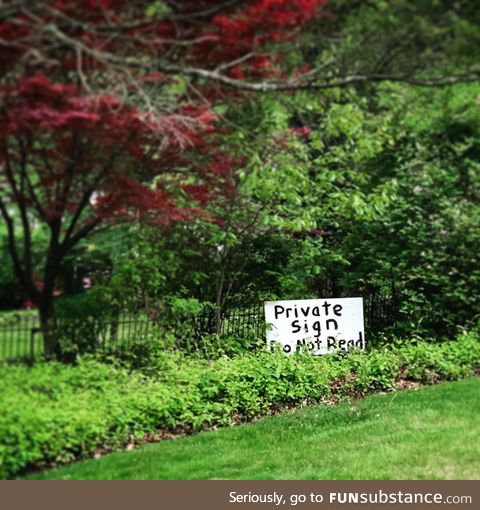 Private
Sign
Do Not Read
Seriously, go to FUNsubstance.com